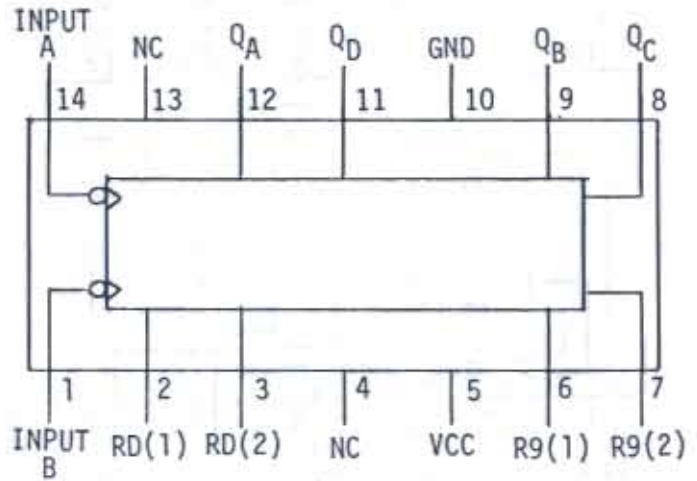 INPUT
A NC QA QD GND QB QC
14 13 12 11 10 9 8
1 2 3 4 5 6 7
INPUT
B RD(1) RD(2) NC VCC R9(1) R9(2)